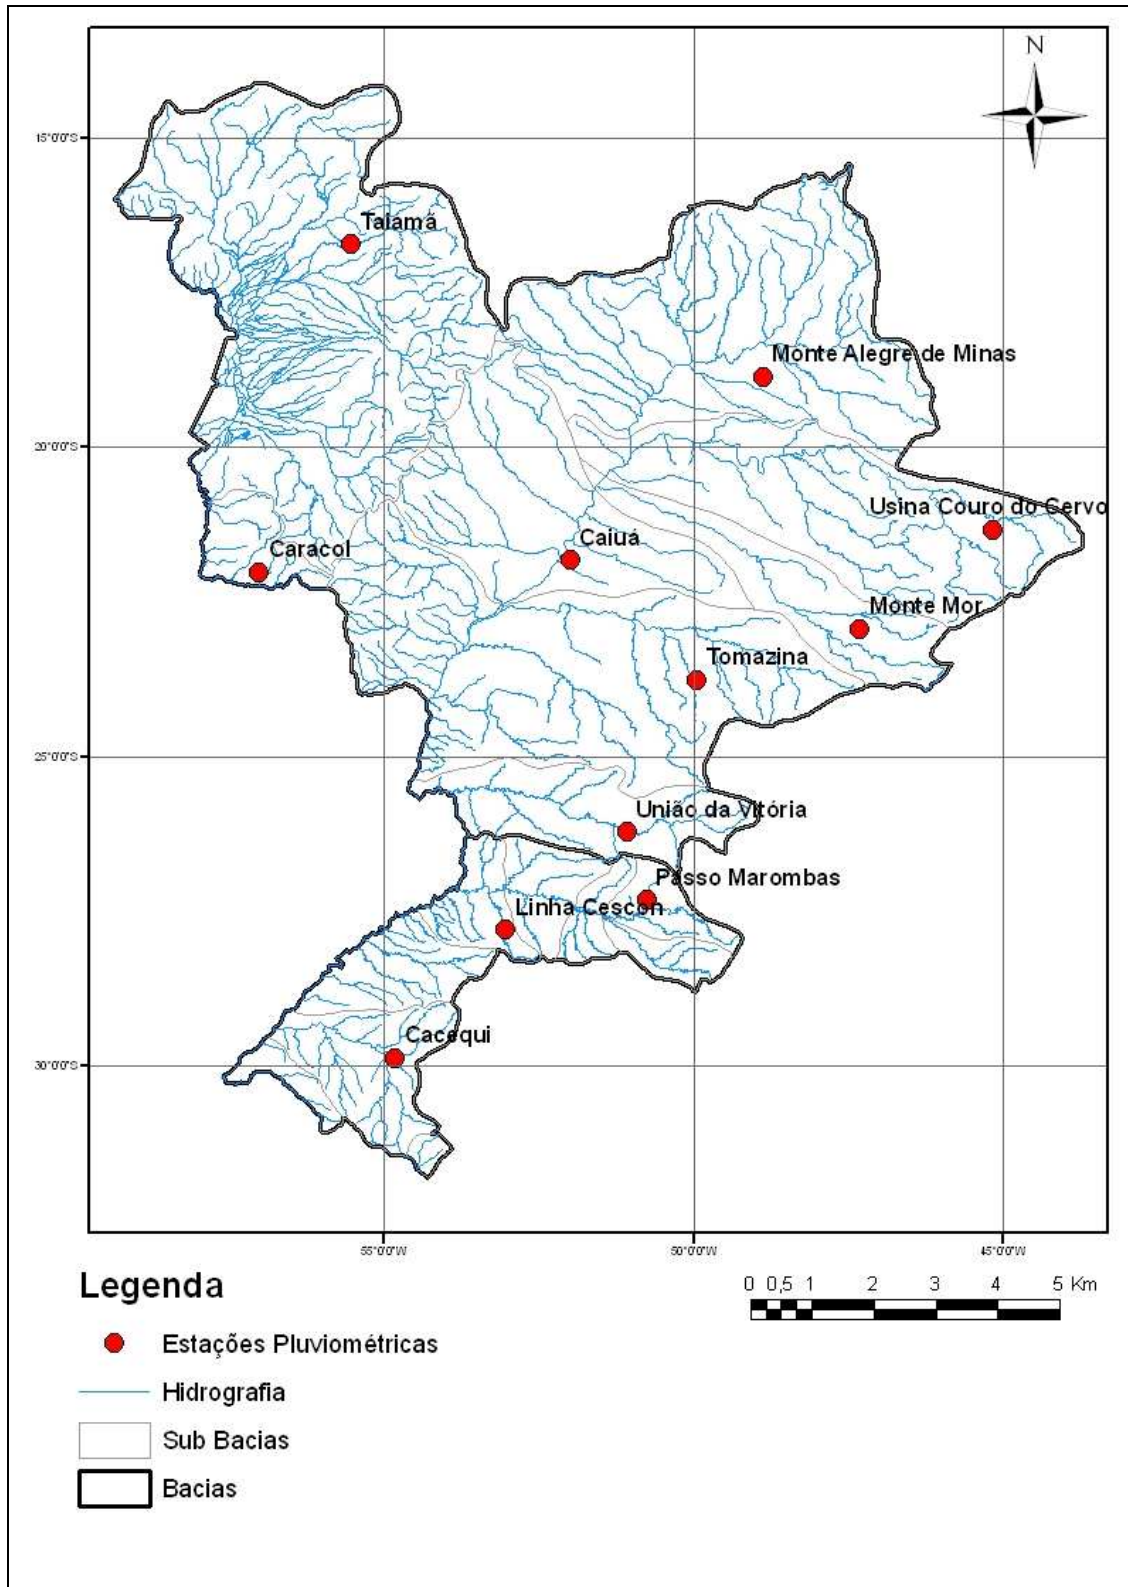 N
15°0'0"S
Taiamã
Monte Alegre de Minas
20°0'0"S
Usina Couro do Cervo
Caiuá
Caracol
Monte Mor
Tomazina
25°0'0"S
União da Vitória
Passo Marombas
Linha Cescon
Cacequi
30°0'0"S
55°0'0"W 50°0'0"W 45°0'0"W
Legenda
0 0,5 1 2 3 4 5 Km
Estações Pluviométricas
Hidrografia
Sub Bacias
Bacias